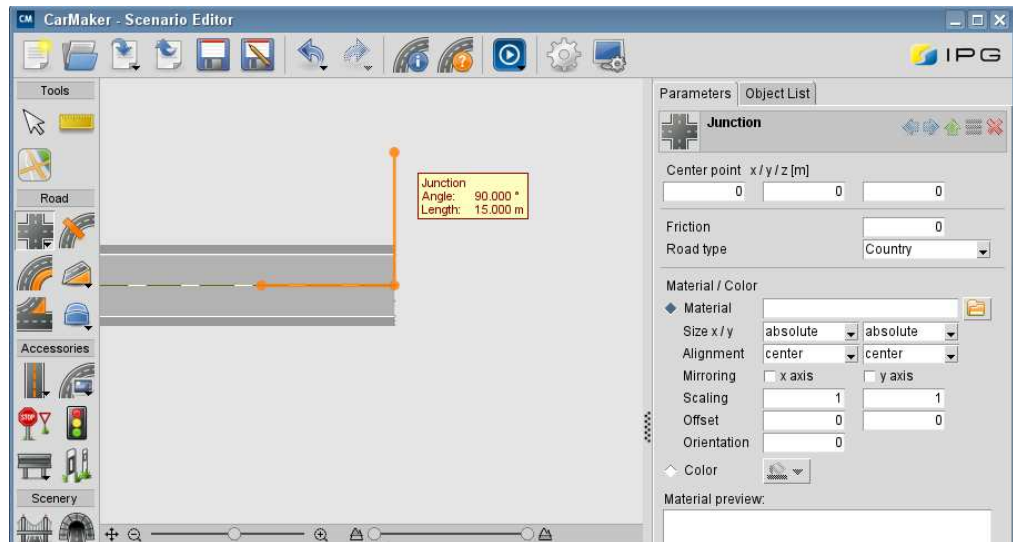 CM CarMaker - Scenario Editor
IPG
Tools
Road
Accessories
STOP
Scenery
Junction
Angle: 90.000 °
Length: 15.000 m
Parameters Object List
Junction
Center point x / y / z [m]
0 0 0
Friction 0
Road type Country
Material / Color
Material
Size x / y absolute absolute
Alignment center center
Mirroring x axis y axis
Scaling 1 1
Offset 0 0
Orientation 0
Color
Material preview: